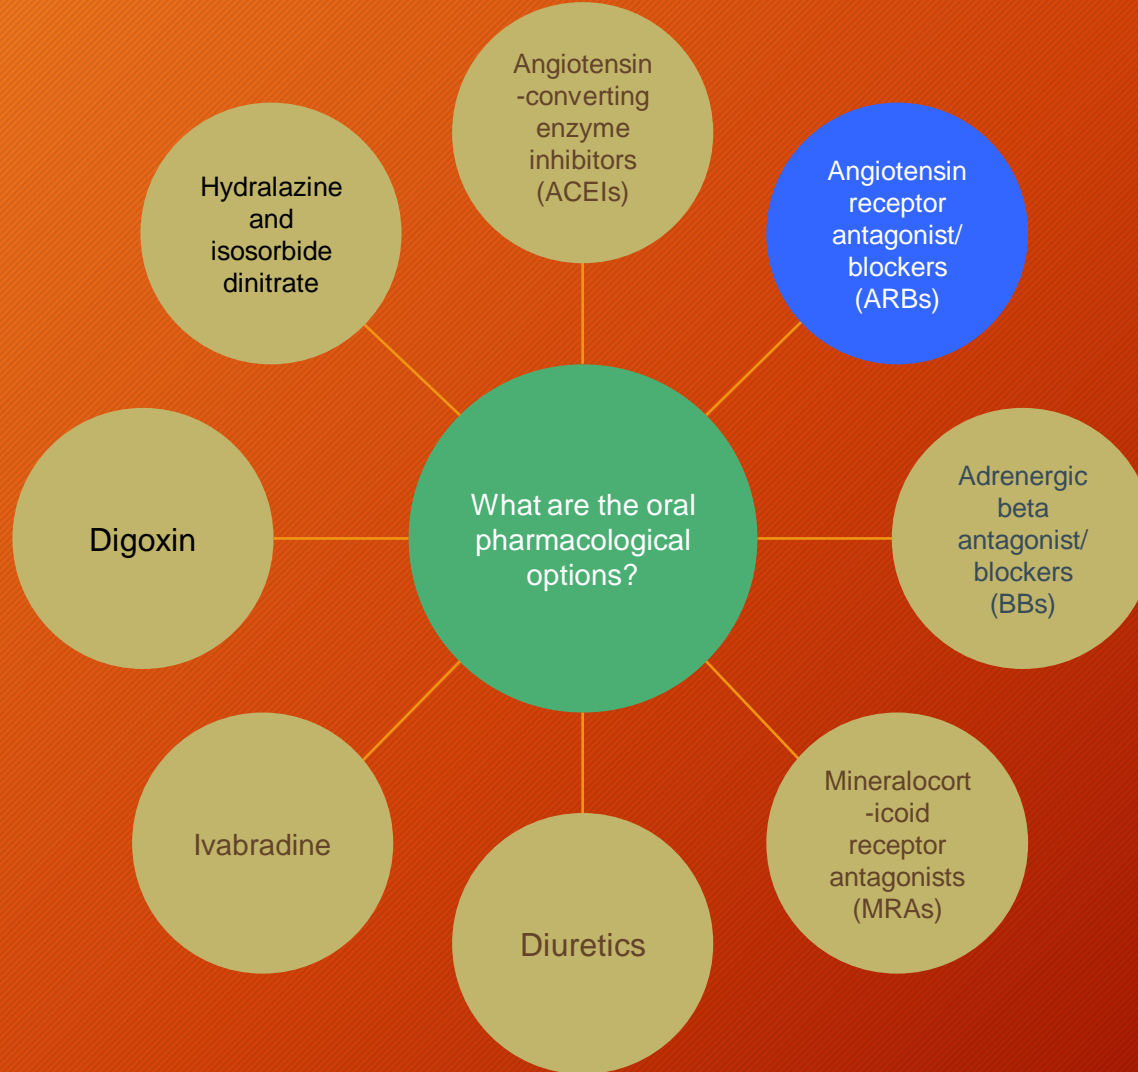 What are the oral
pharmacological
options?
Angiotensin
-converting
enzyme
inhibitors
(ACEIs)
Angiotensin
receptor
antagonist/
blockers
(ARBs)
Adrenergic
beta
antagonist/
blockers
(BBs)
Mineralocort
-icoid
receptor
antagonists
(MRAs)
Diuretics
Ivabradine
Digoxin
Hydralazine
and
isosorbide
dinitrate